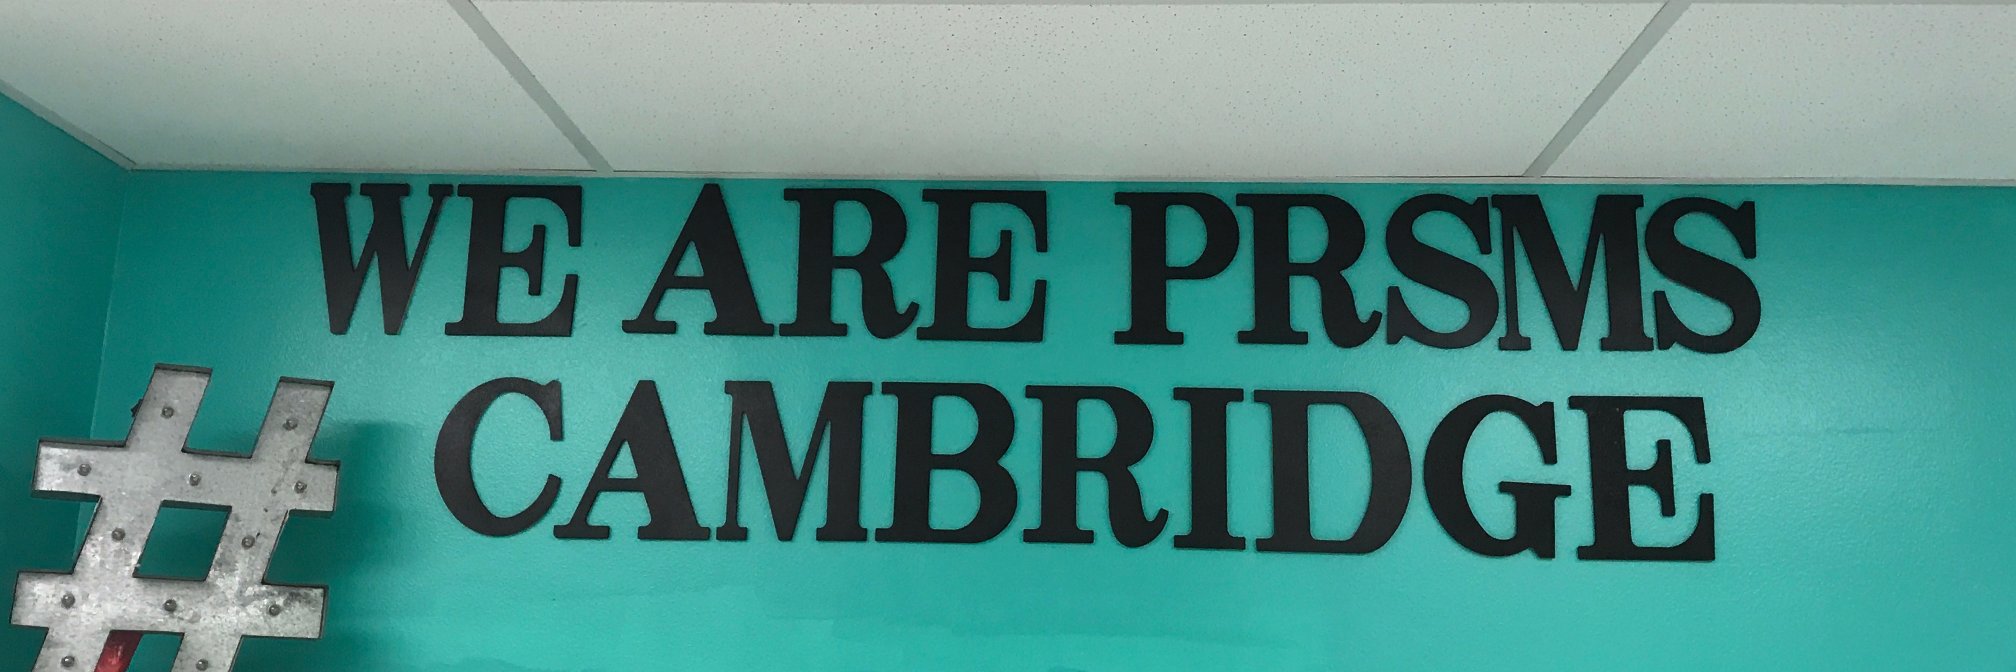 WE ARE PRSMS
# CAMBRIDGE